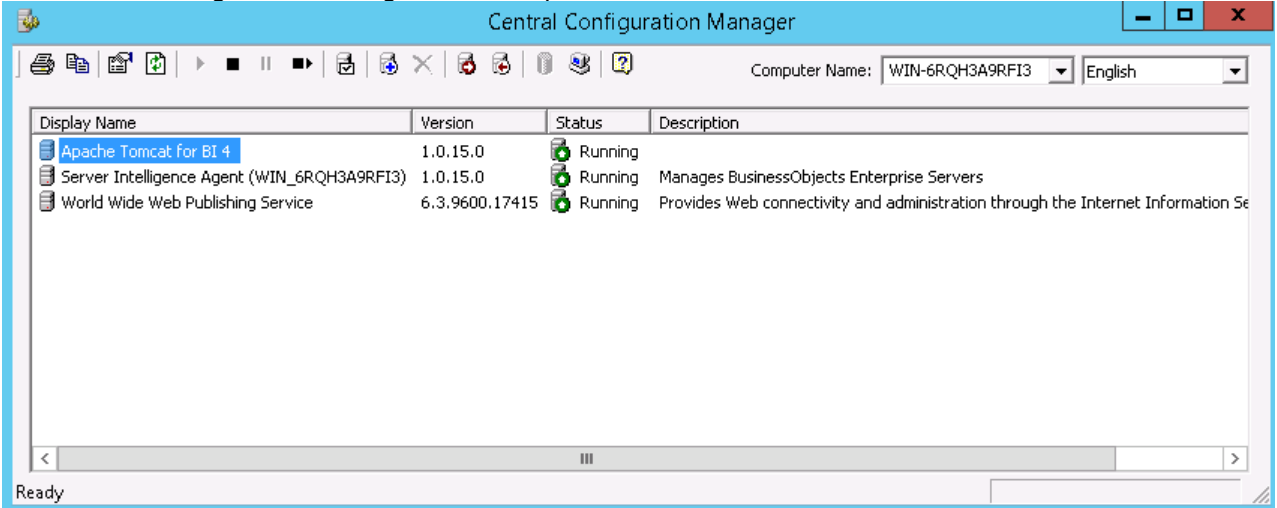 Central Configuration Manager
Computer Name: WIN-6RQH3A9RFI3 English
Display Name Version Status Description
Apache Tomcat for BI 4 1.0.15.0 Running
Server Intelligence Agent (WIN_6RQH3A9RFI3) 1.0.15.0 Running Manages BusinessObjects Enterprise Servers
World Wide Web Publishing Service 6.3.9600.17415 Running Provides Web connectivity and administration through the Internet Information Se
Ready